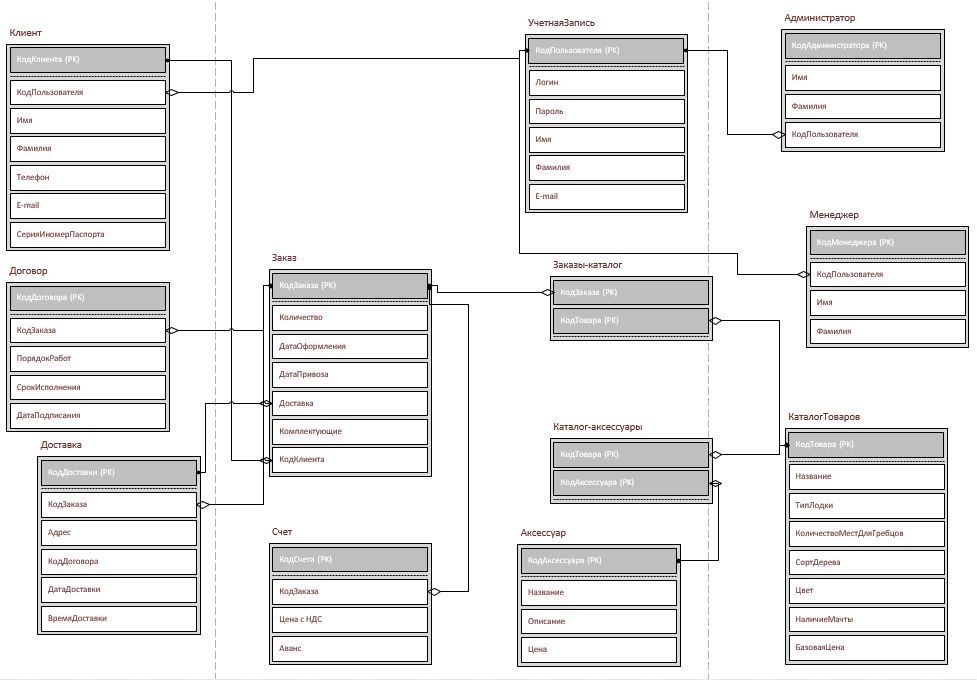 Клиент
КодКлиента (PK)
КодПользователя
Имя
Фамилия
Телефон
E-mail
СерияИномерПаспорта
Договор
КодДоговора (PK)
КодЗаказа
ПорядокРабот
СрокИсполнения
ДатаПодписания
Доставка
КодДоставки (PK)
КодЗаказа
Адрес
КодДоговора
ДатаДоставки
ВремяДоставки
Заказ
КодЗаказа (PK)
Количество
ДатаОформления
ДатаПривоза
Доставка
Комплектующие
КодКлиента
Счет
КодСчета (PK)
КодЗаказа
Цена с НДС
Аванс
УчетнаяЗапись
КодПользователя (PK)
Логин
Пароль
Имя
Фамилия
E-mail
Заказы-каталог
КодЗаказа (PK)
КодТовара (PK)
Каталог-аксессуары
КодТовара (PK)
КодАксессуара (PK)
Аксессуар
КодАксессуара (PK)
Название
Описание
Цена
Администратор
КодАдминистратора (PK)
Имя
Фамилия
КодПользователя
Менеджер
КодМенеджера (PK)
КодПользователя
Имя
Фамилия
КаталогТоваров
КодТовара (PK)
Название
ТипЛодки
КоличествоМестДляГребцов
СортДерева
Цвет
НаличиеМачты
БазоваяЦена